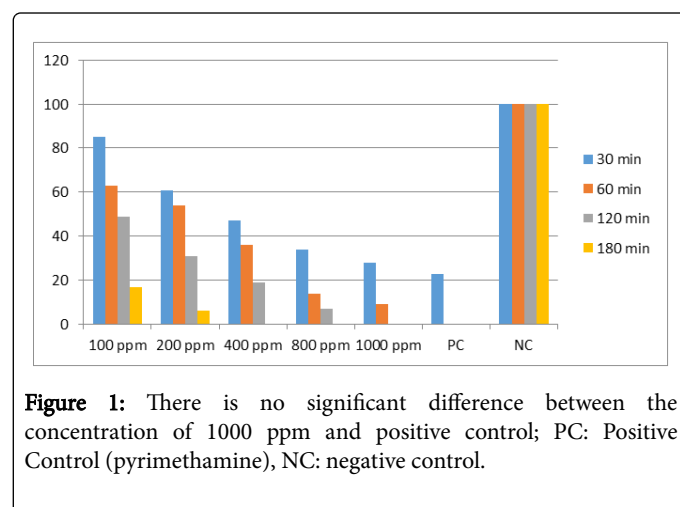 120
100
80
60
40
20
0
100 ppm 200 ppm 400 ppm 800 ppm 1000 ppm PC NC
30 min
60 min
120 min
180 min
Figure 1: There is no significant difference between the
concentration of 1000 ppm and positive control; PC: Positive
Control (pyrimethamine), NC: negative control.